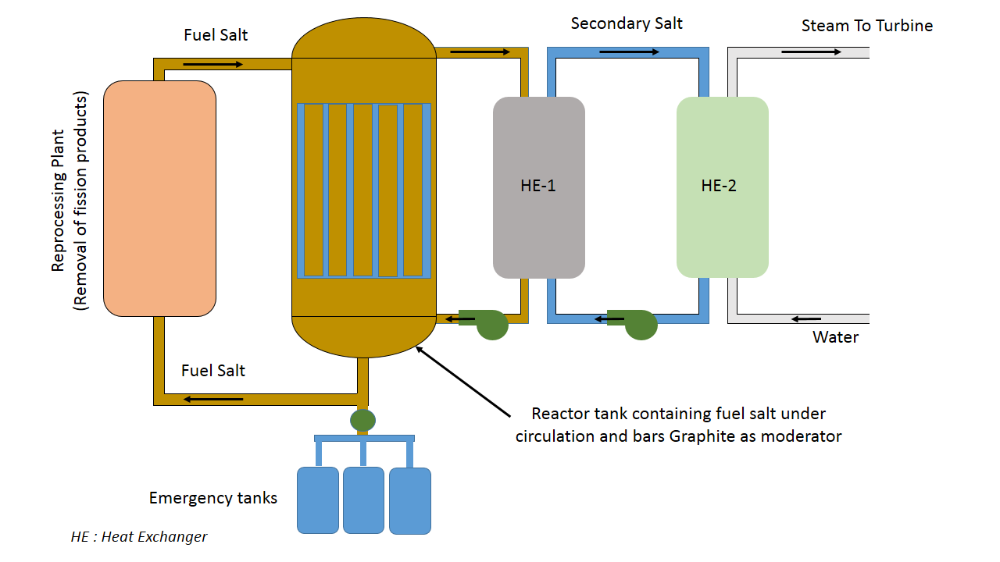 Fuel Salt
Secondary Salt
Steam To Turbine
Reprocessing Plant
(Removal of fission products)
HE-1
HE-2
Water
Fuel Salt
Reactor tank containing fuel salt under
circulation and bars Graphite as moderator
Emergency tanks
HE : Heat Exchanger